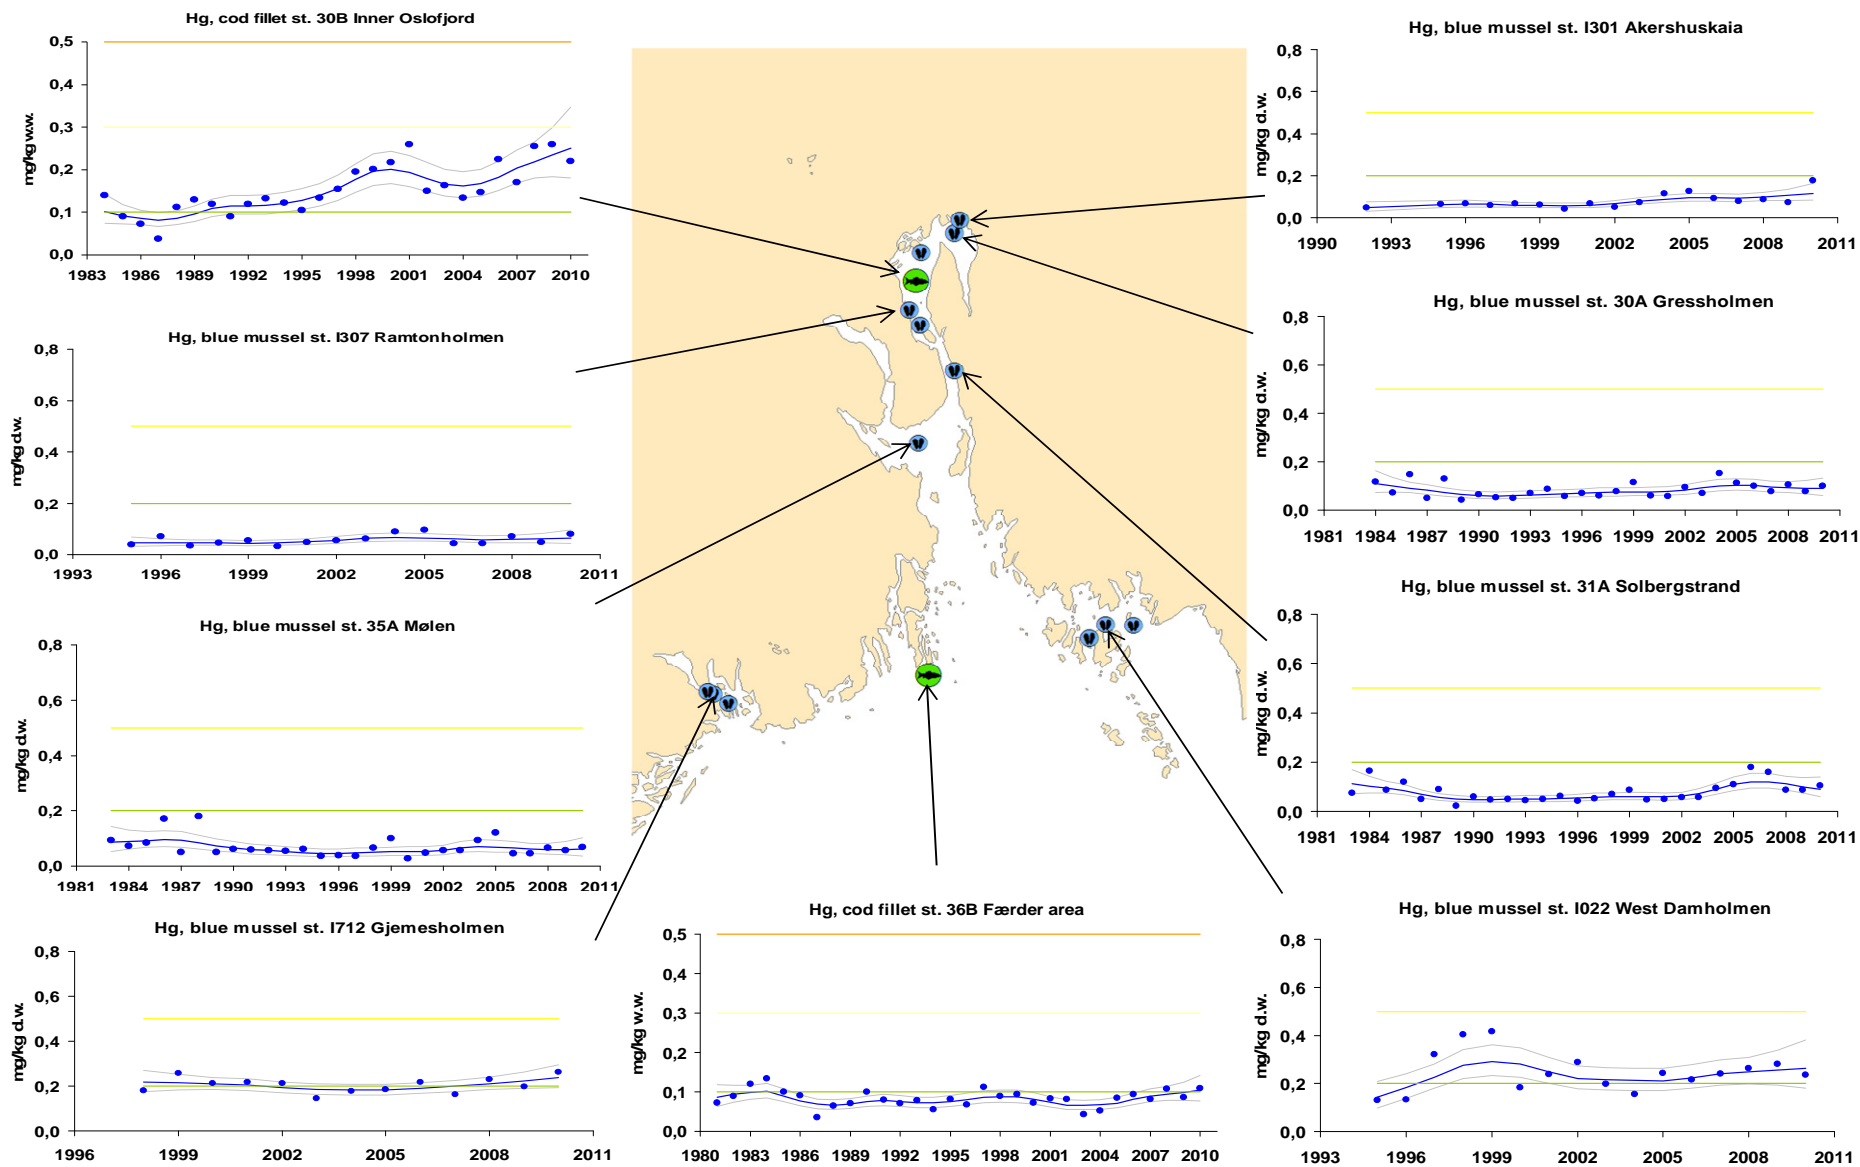 Hg, cod fillet st. 30B Inner Oslofjord
0,5
0,4
0,3
0,2
0,1
0,0
mg/kg w.w.
1983 1986 1989 1992 1995 1998 2001 2004 2007 2010
Hg, blue mussel st. I301 Akershuskaia
0,8
0,6
0,4
0,2
0,0
mg/kg d.w.
1990 1993 1996 1999 2002 2005 2008 2011
Hg, blue mussel st. I307 Ramtonholmen
0,8
0,6
0,4
0,2
0,0
mg/kg d.w.
1993 1996 1999 2002 2005 2008 2011
Hg, blue mussel st. 30A Gressholmen
0,8
0,6
0,4
0,2
0,0
mg/kg d.w.
1981 1984 1987 1990 1993 1996 1999 2002 2005 2008 2011
Hg, blue mussel st. 35A Mølen
0,8
0,6
0,4
0,2
0,0
mg/kg d.w.
1981 1984 1987 1990 1993 1996 1999 2002 2005 2008 2011
Hg, blue mussel st. 31A Solbergstrand
0,8
0,6
0,4
0,2
0,0
mg/kg d.w.
1981 1984 1987 1990 1993 1996 1999 2002 2005 2008 2011
Hg, blue mussel st. I712 Gjemesholmen
0,8
0,6
0,4
0,2
0,0
mg/kg d.w.
1996 1999 2002 2005 2008 2011
Hg, cod fillet st. 36B Færder area
0,5
0,4
0,3
0,2
0,1
0,0
mg/kg w.w.
1980 1983 1986 1989 1992 1995 1998 2001 2004 2007 2010
Hg, blue mussel st. I022 West Damholmen
0,8
0,6
0,4
0,2
0,0
mg/kg d.w.
1993 1996 1999 2002 2005 2008 2011